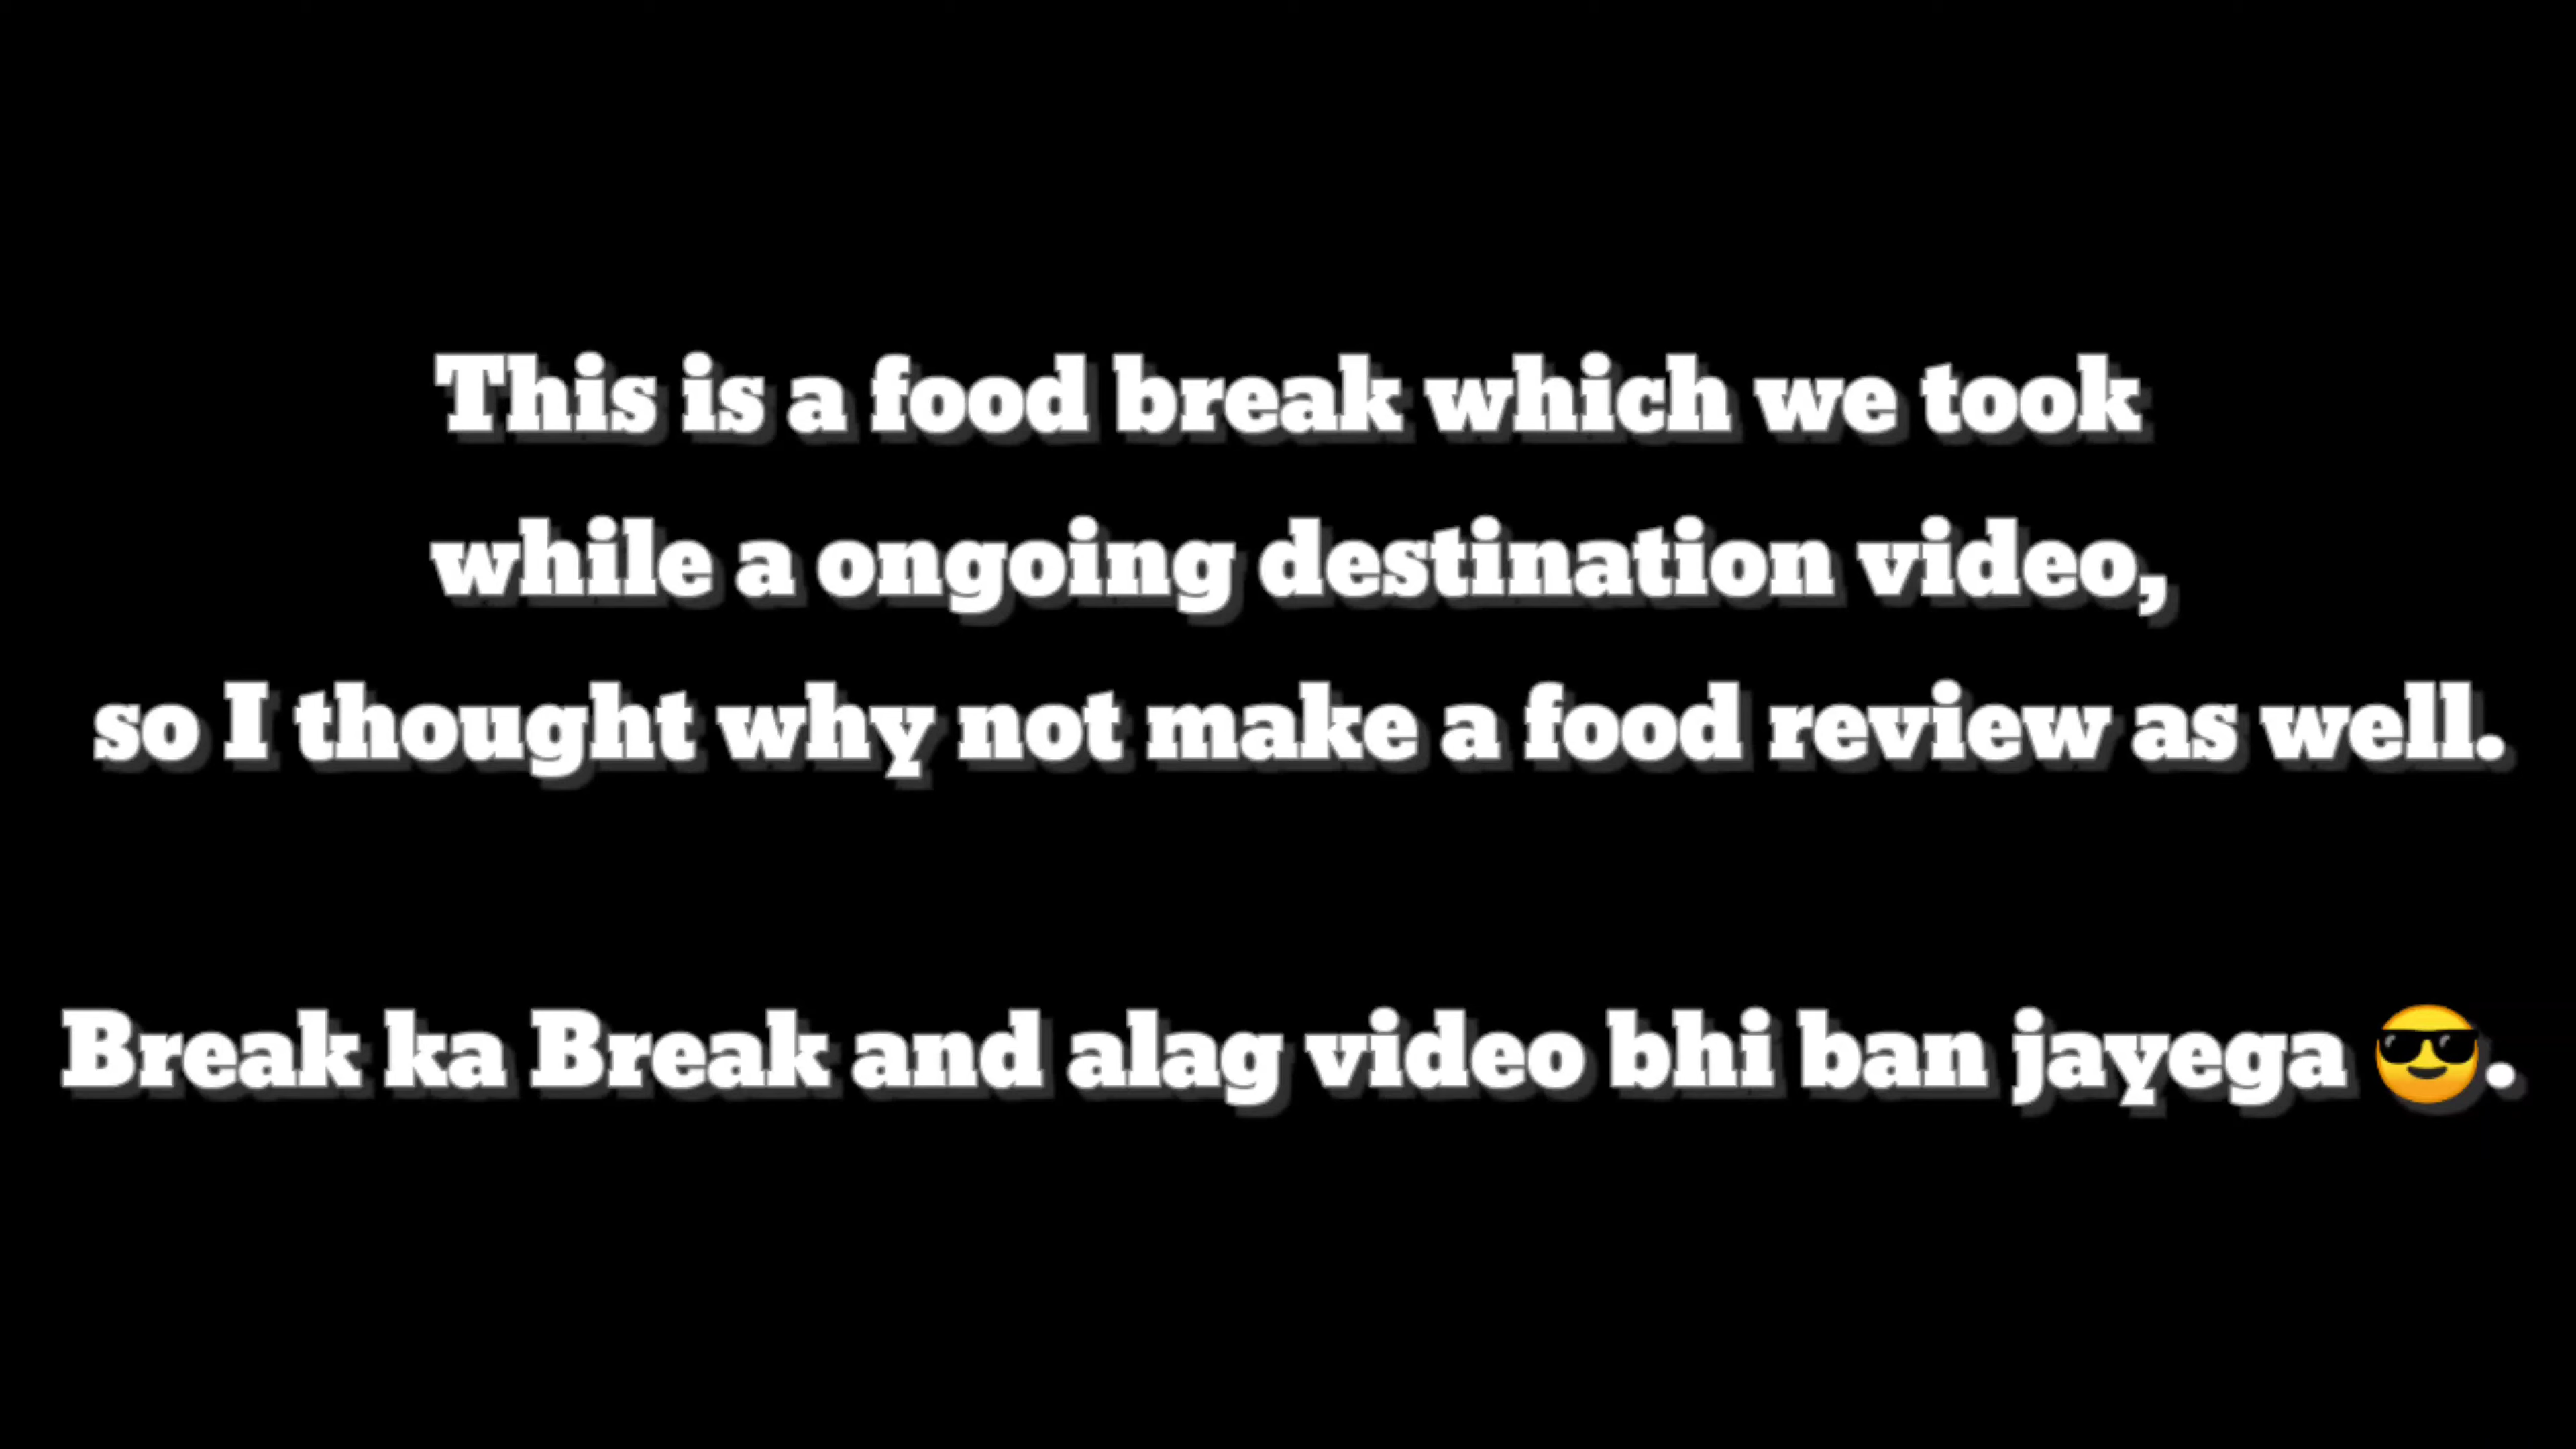 This is a food break which we took
while a ongoing destination video,
so I thought why not make a food review as well.
Break ka Break and alag video bhi ban jayega 😎.